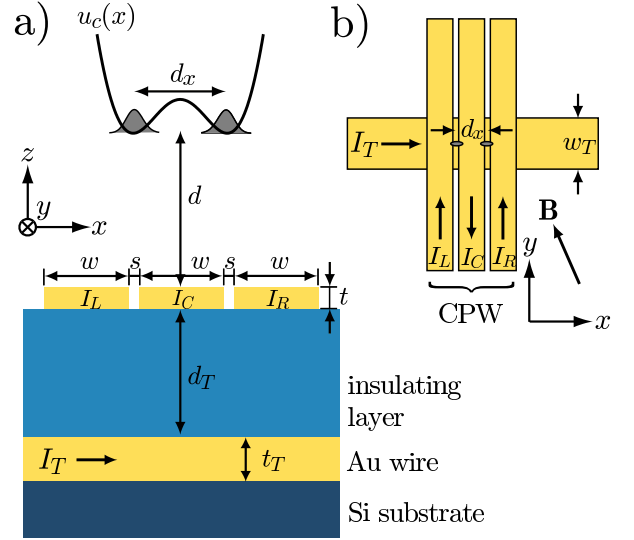 a)
u_c(x)
d_x
d
z
y
x
w
s
w
s
w
I_L
I_C
I_R
t
d_T
insulating
layer
I_T
t_T
Au wire
Si substrate
b)
I_T
d_x
w_T
I_L
I_C
I_R
CPW
B
y
x